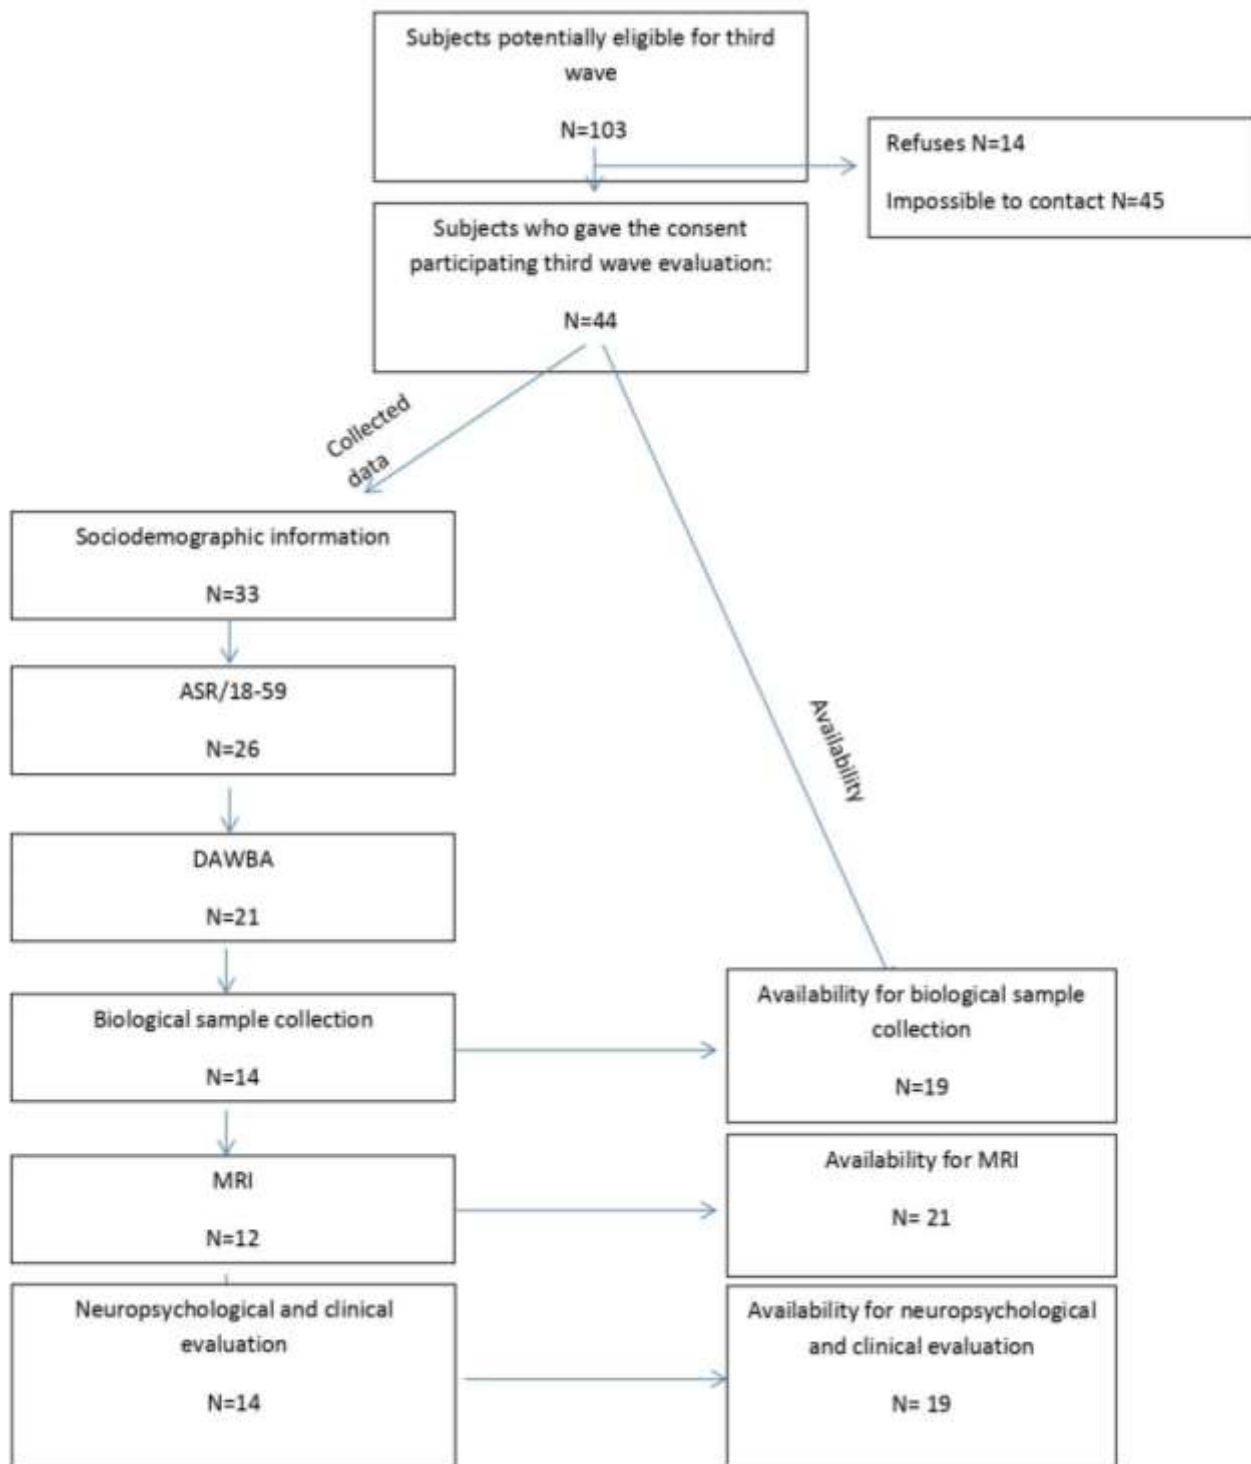 Subjects potentially eligible for third
wave
N=103
Refuses N=14
Impossible to contact N=45
Subjects who gave the consent
participating third wave evaluation:
N=44
Collected
data
Availability
Sociodemographic information
N=33
ASR/18-59
N=26
DAWBA
N=21
Biological sample collection
N=14
Availability for biological sample
collection
N=19
MRI
N=12
Availability for MRI
N= 21
Neuropsychological and clinical
evaluation
N=14
Availability for neuropsychological
and clinical evaluation
N= 19